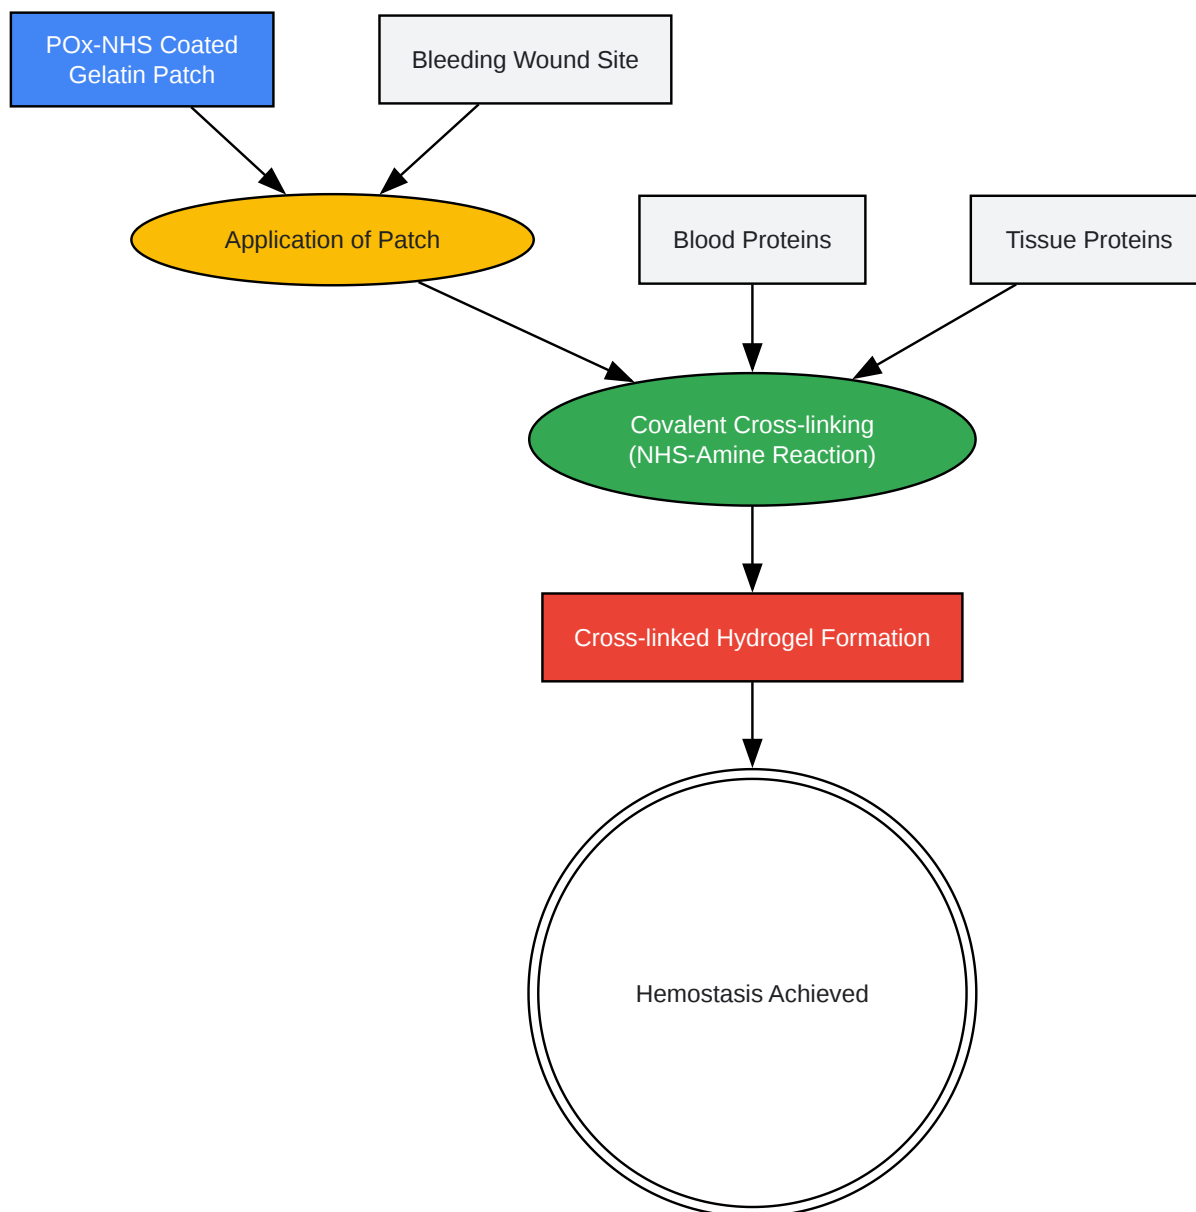 POx-NHS Coated
Gelatin Patch
Bleeding Wound Site
Application of Patch
Blood Proteins
Tissue Proteins
Covalent Cross-linking
(NHS-Amine Reaction)
Cross-linked Hydrogel Formation
Hemostasis Achieved